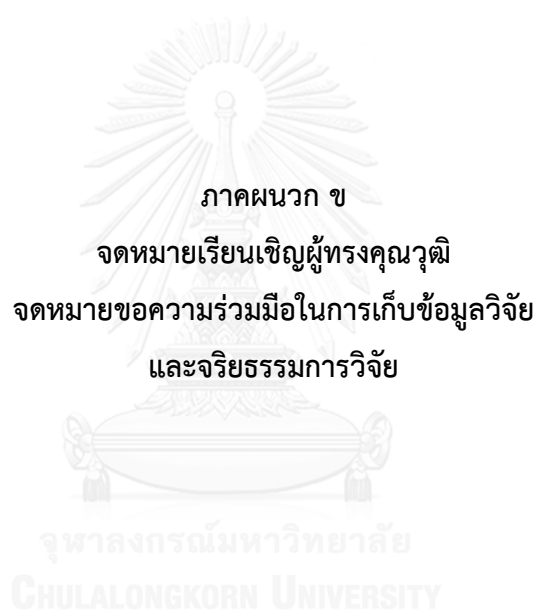 ภาคผนวก ข
จดหมายเรียนเชิญผู้ทรงคุณวุฒิ
จดหมายขอความร่วมมือในการเก็บข้อมูลวิจัย
และจริยธรรมการวิจัย
จุฬาลงกรณ์มหาวิทยาลัย
CHULALONGKORN UNIVERSITY